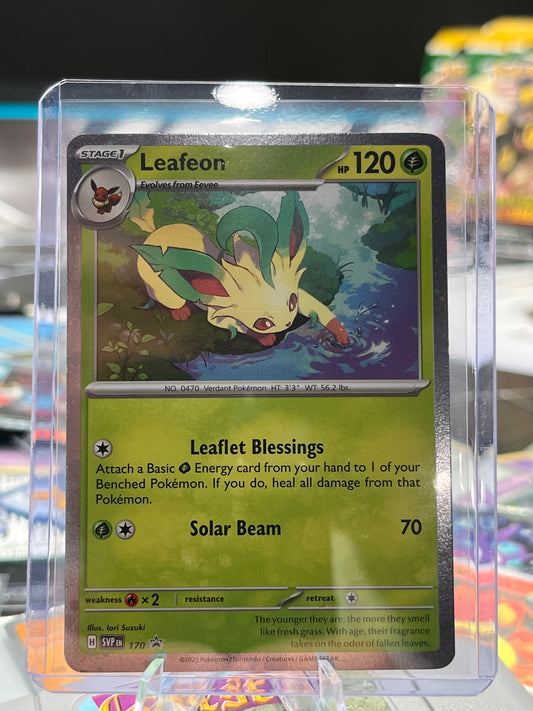 STAGE1 Leafeon HP 120
Evolves from Eevee
NO. 0470 Verdant Pokémon HT: 3'3" WT: 56.2 lbs.
Leaflet Blessings
Attach a Basic Energy card from your hand to 1 of your
Benched Pokémon. If you do, heal all damage from that
Pokémon.
Solar Beam 70
weakness ×2 resistance retreat
Illus. Iori Suzuki
The younger they are, the more they smell
like fresh grass. With age, their fragrance
takes on the odor of fallen leaves.
H SVP EN 170
©2025 Pokémon / Nintendo / Creatures / GAME FREAK